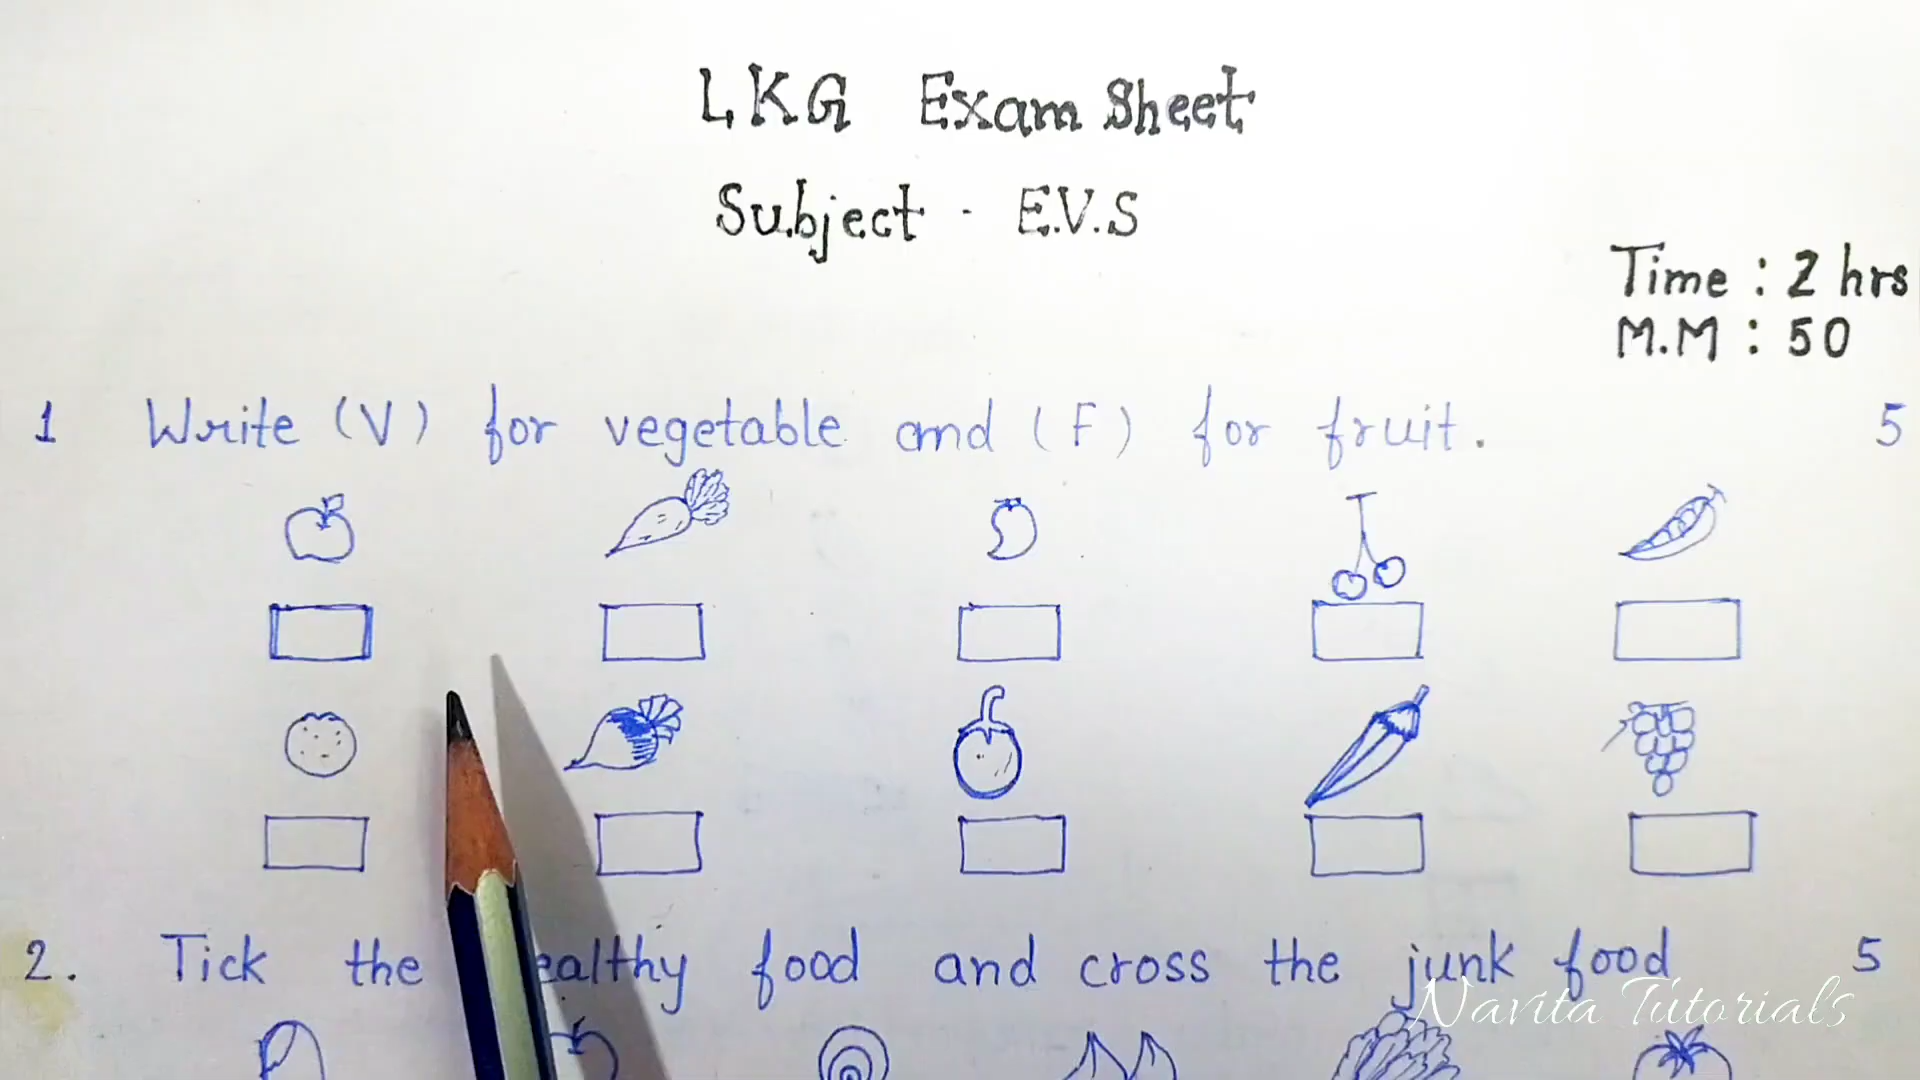 LKG Exam Sheet
Subject - E.V.S
Time : 2 hrs
M.M : 50
1 Write (V) for vegetable and (F) for fruit. 5
2. Tick the ealthy food and cross the junk food 5
Navita Tutorials